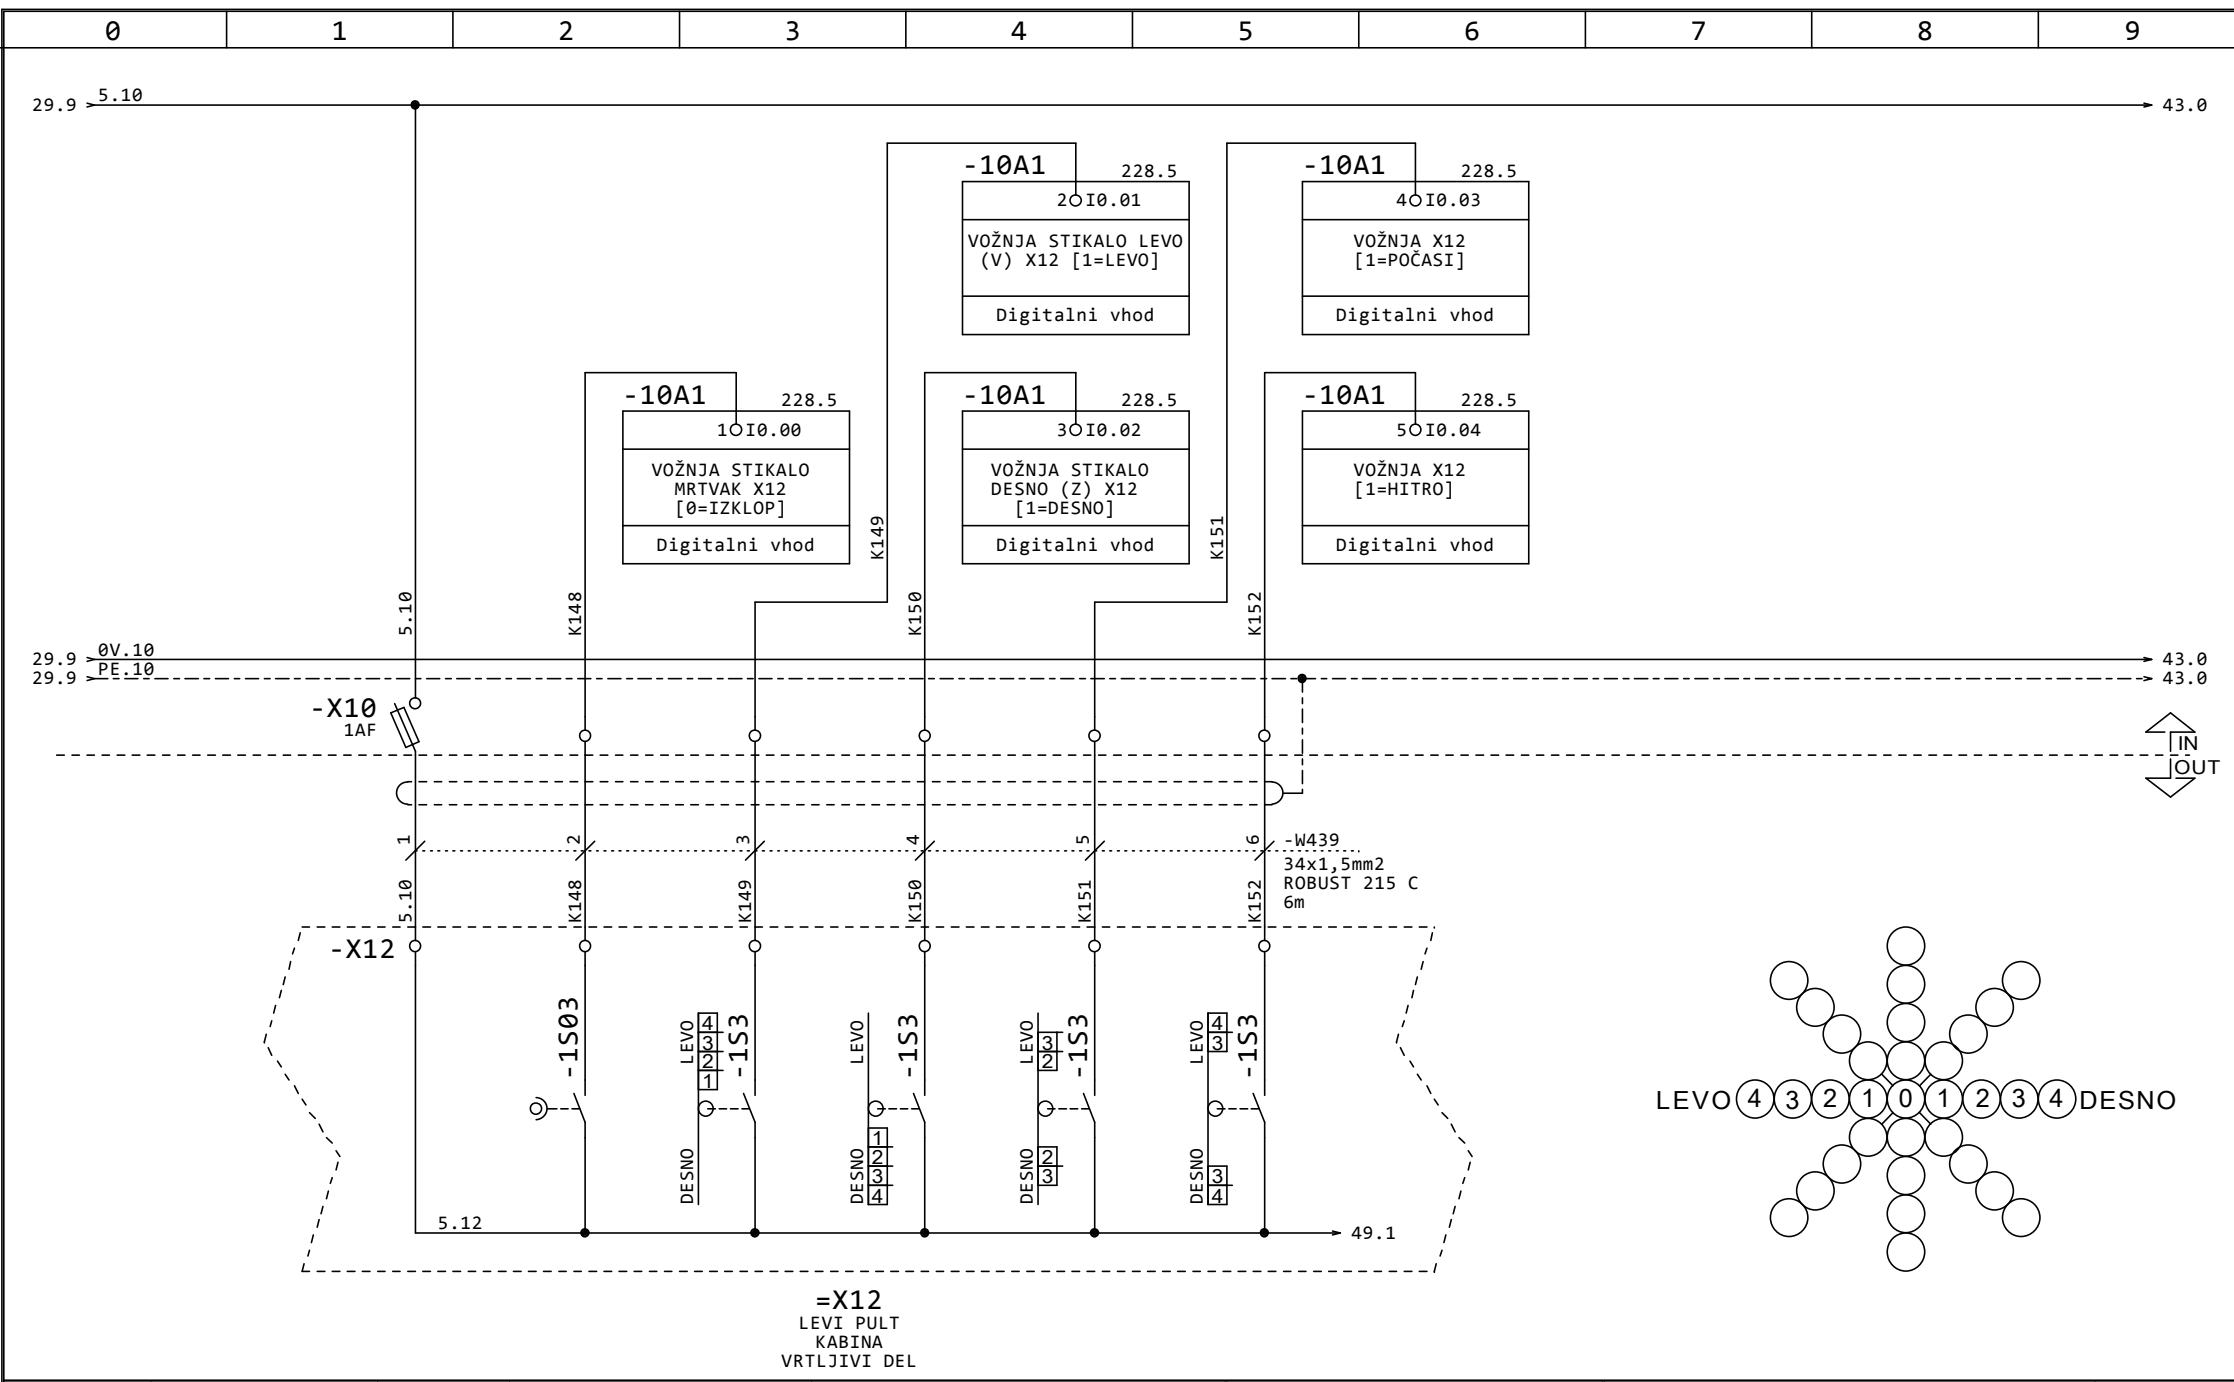 0 1 2 3 4 5 6 7 8 9
29.9 5.10 43.0
-10A1 228.5
2 I0.01
VOŽNJA STIKALO LEVO
(V) X12 [1=LEVO]
Digitalni vhod
-10A1 228.5
4 I0.03
VOŽNJA X12
[1=POČASI]
Digitalni vhod
-10A1 228.5
1 I0.00
VOŽNJA STIKALO
MRTVAK X12
[0=IZKLOP]
Digitalni vhod
-10A1 228.5
3 I0.02
VOŽNJA STIKALO
DESNO (Z) X12
[1=DESNO]
Digitalni vhod
-10A1 228.5
5 I0.04
VOŽNJA X12
[1=HITRO]
Digitalni vhod
5.10
K148
K149
K150
K151
K152
29.9 0V.10 43.0
29.9 PE.10 43.0
-X10
1AF
IN
OUT
1 2 3 4 5 6
-W439
34x1,5mm2
ROBUST 215 C
6m
5.10
K148
K149
K150
K151
K152
-X12
-1S03
LEVO
4
3
2
1
DESNO
-1S3
LEVO
DESNO
1
2
3
4
-1S3
LEVO
3
2
DESNO
2
3
-1S3
LEVO
4
3
DESNO
3
4
-1S3
5.12 49.1
LEVO 4 3 2 1 0 1 2 3 4 DESNO
=X12
LEVI PULT
KABINA
VRTLJIVI DEL